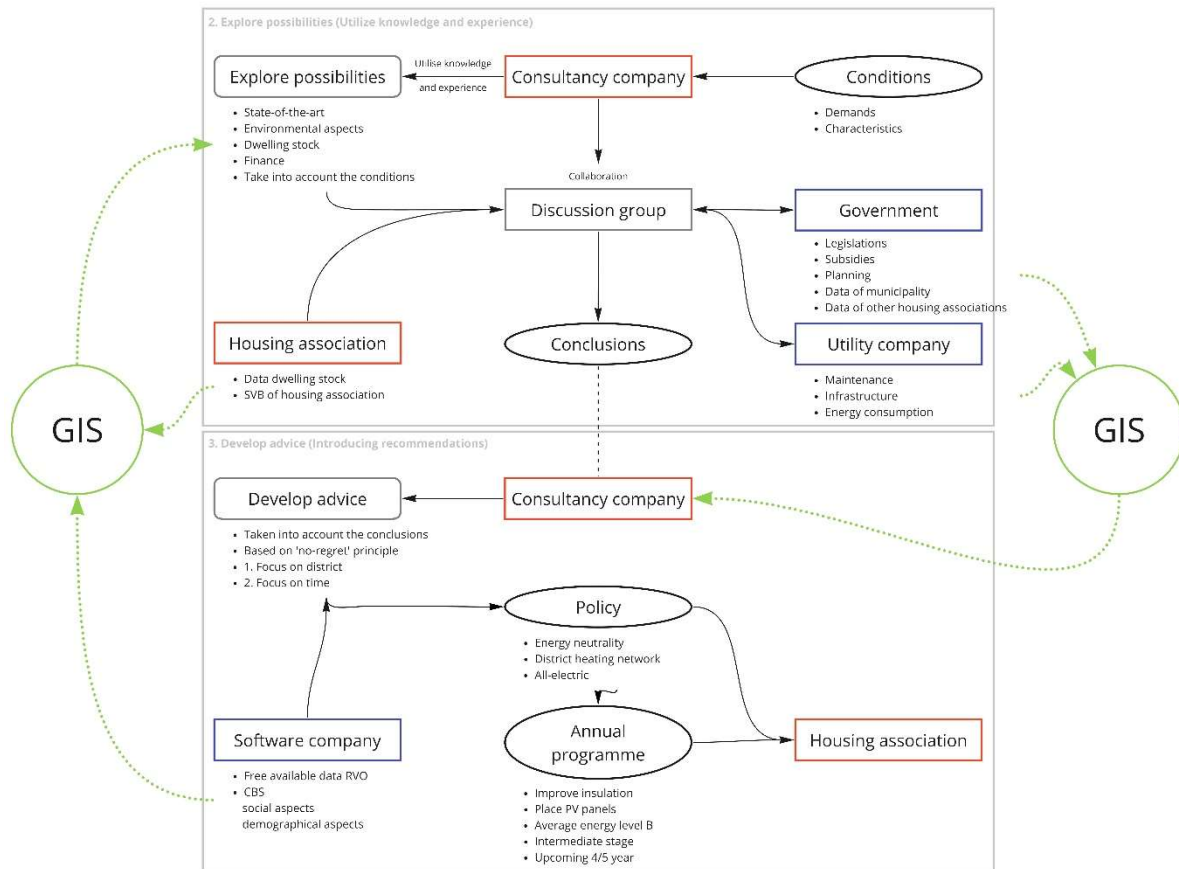 2. Explore possibilities (Utilize knowledge and experience)
Explore possibilities
Utilise knowledge
and experience
Consultancy company
Conditions
• State-of-the-art
• Environmental aspects
• Dwelling stock
• Finance
• Take into account the conditions
• Demands
• Characteristics
Collaboration
Discussion group
Government
• Legislations
• Subsidies
• Planning
• Data of municipality
• Data of other housing associations
Housing association
Conclusions
Utility company
• Data dwelling stock
• SVB of housing association
• Maintenance
• Infrastructure
• Energy consumption
GIS
GIS
3. Develop advice (Introducing recommendations)
Develop advice
Consultancy company
• Taken into account the conclusions
• Based on 'no-regret' principle
• 1. Focus on district
• 2. Focus on time
Policy
• Energy neutrality
• District heating network
• All-electric
Software company
Annual
programme
Housing association
• Free available data RVO
• CBS
social aspects
demographical aspects
• Improve insulation
• Place PV panels
• Average energy level B
• Intermediate stage
• Upcoming 4/5 year